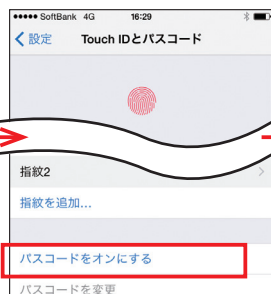 SoftBank 4G 16:29
設定 Touch IDとパスコード
指紋2
指紋を追加...
パスコードをオンにする
パスコードを変更